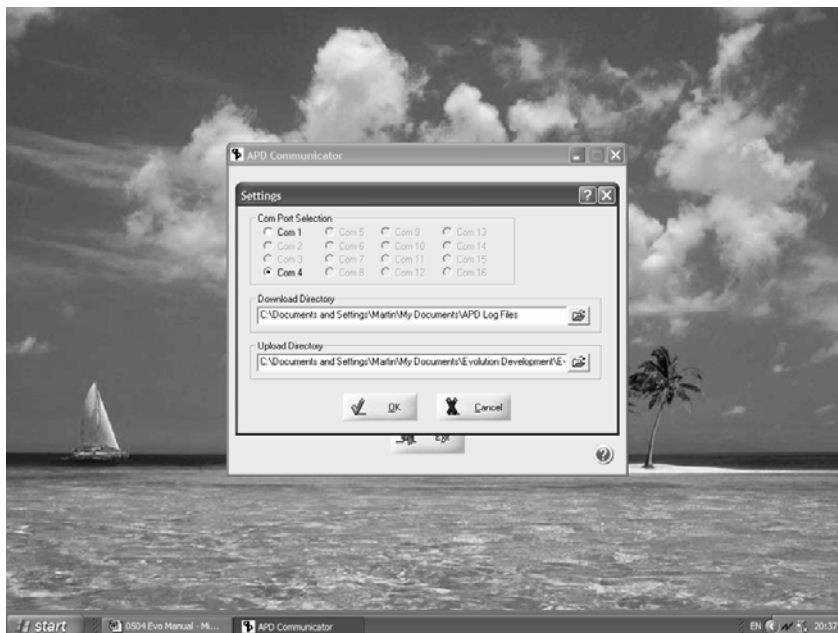 APD Communicator
Settings
Com Port Selection
Com 1 Com 5 Com 9 Com 13
Com 2 Com 6 Com 10 Com 14
Com 3 Com 7 Com 11 Com 15
Com 4 Com 8 Com 12 Com 16
Download Directory
C:\Documents and Settings\Martin\My Documents\APD Log Files
Upload Directory
C:\Documents and Settings\Martin\My Documents\Evolution Development\E
OK Cancel
Exit
start 0504 Evo Manual - Mi... APD Communicator EN 20:37